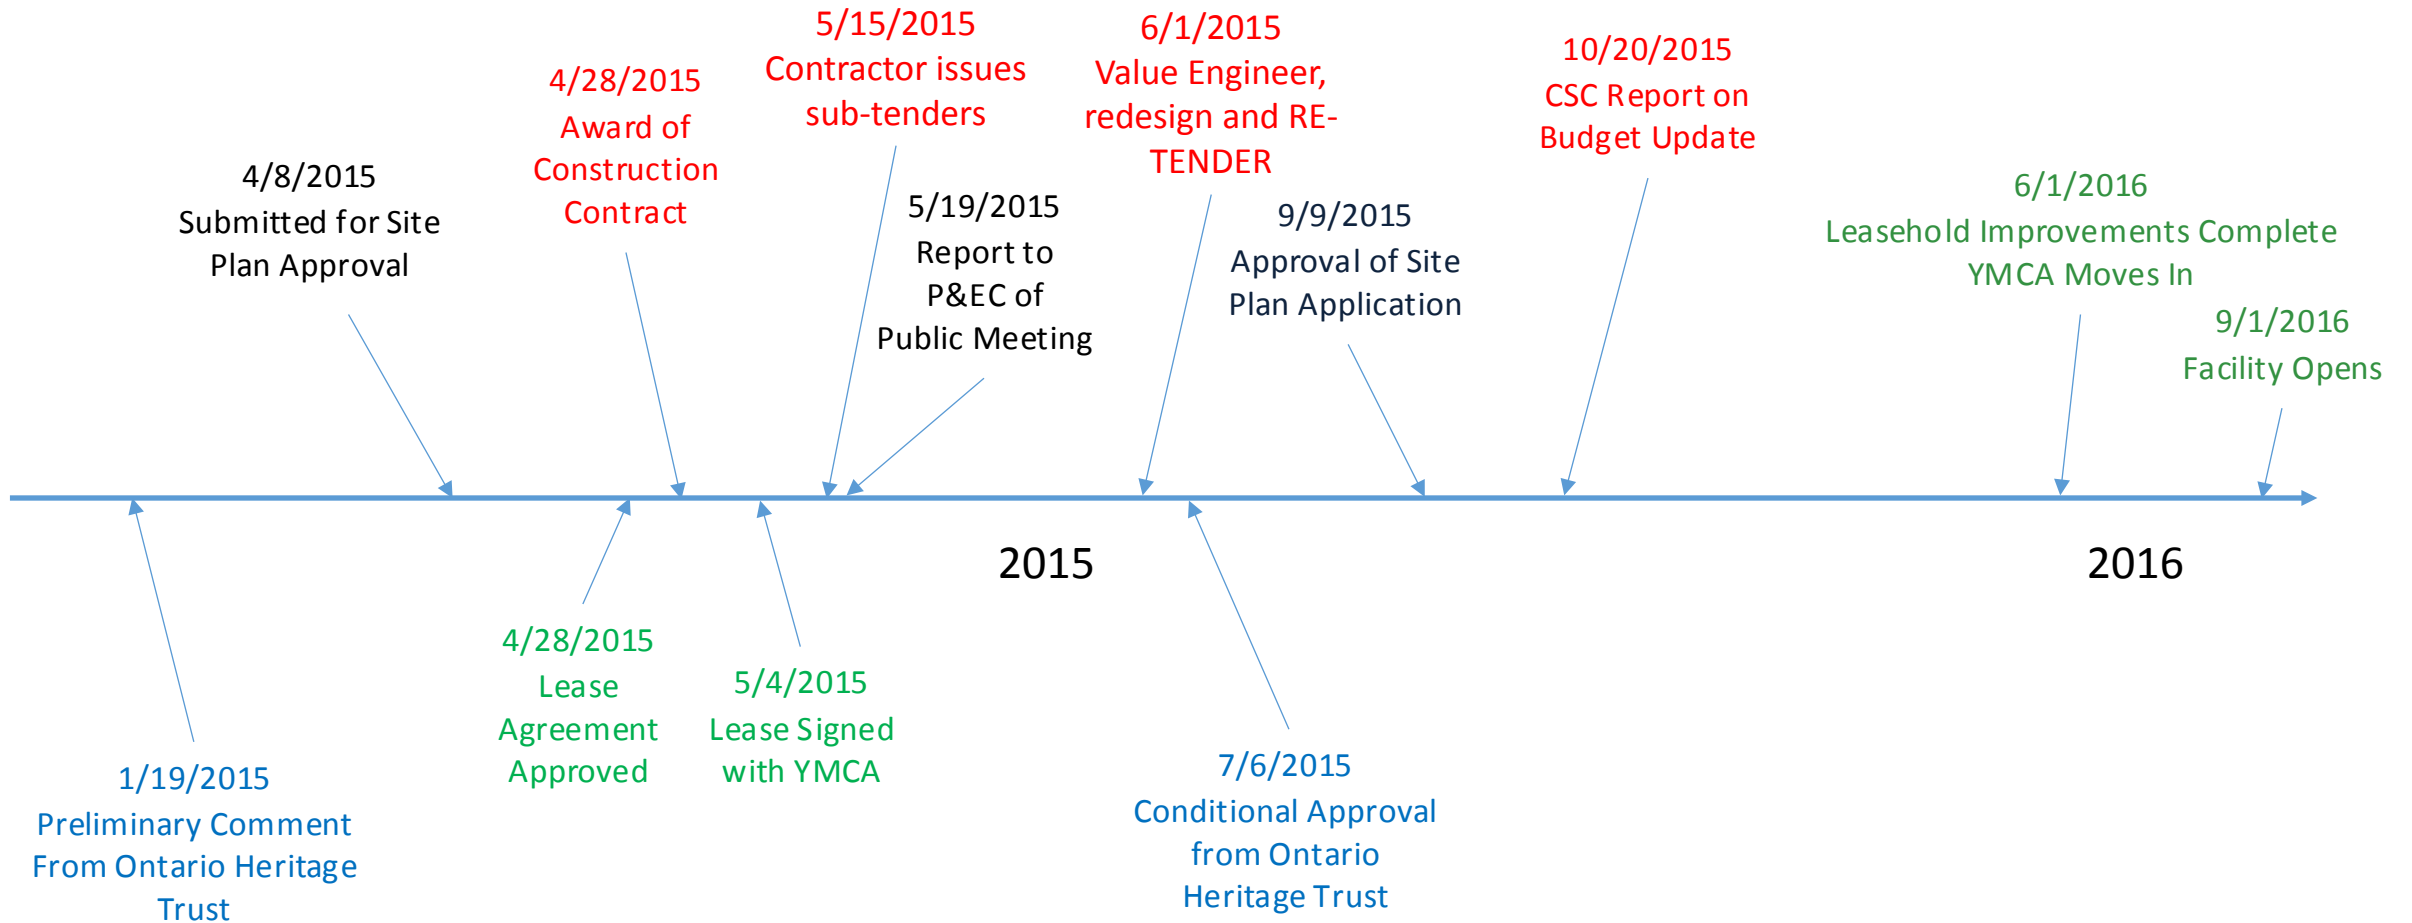 4/8/2015
Submitted for Site
Plan Approval
4/28/2015
Award of
Construction
Contract
5/15/2015
Contractor issues
sub-tenders
5/19/2015
Report to
P&EC of
Public Meeting
6/1/2015
Value Engineer,
redesign and RE-
TENDER
9/9/2015
Approval of Site
Plan Application
10/20/2015
CSC Report on
Budget Update
6/1/2016
Leasehold Improvements Complete
YMCA Moves In
9/1/2016
Facility Opens
2015
2016
1/19/2015
Preliminary Comment
From Ontario Heritage
Trust
4/28/2015
Lease
Agreement
Approved
5/4/2015
Lease Signed
with YMCA
7/6/2015
Conditional Approval
from Ontario
Heritage Trust